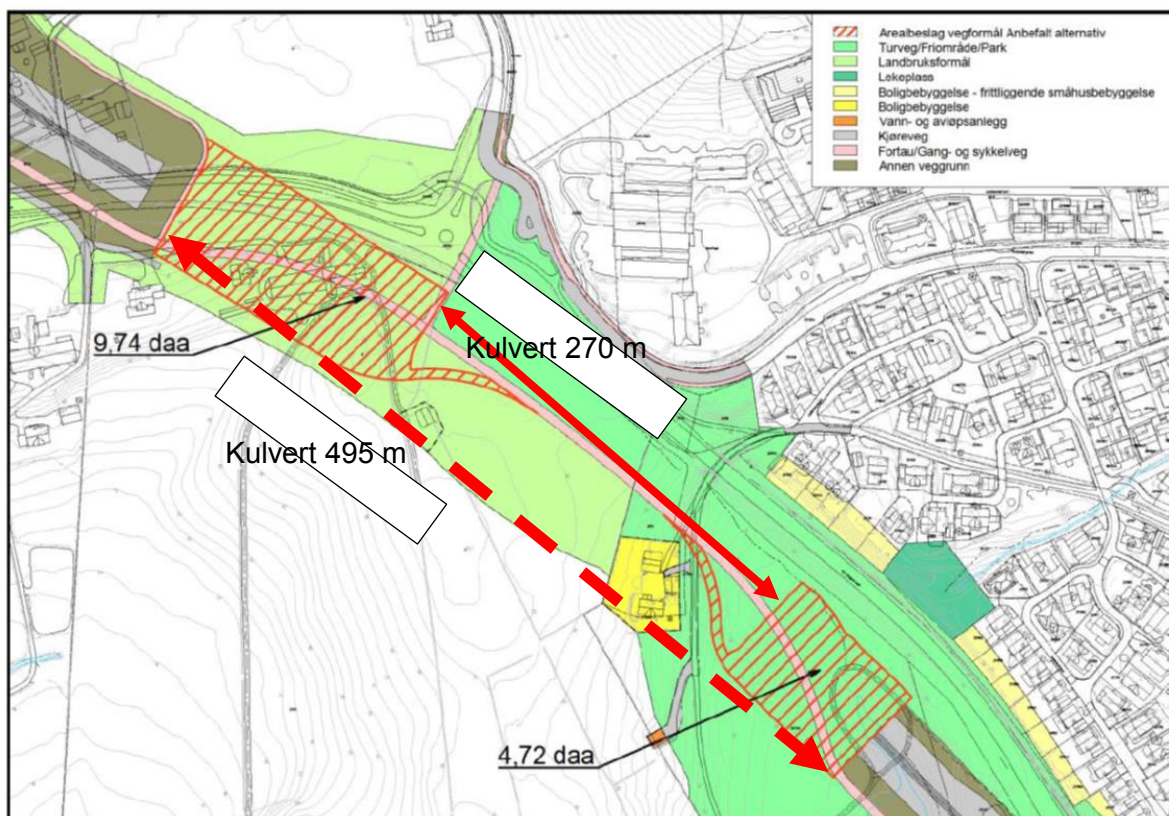 Arealbeslag vegformål Anbefalt alternativ
Turveg/Friområde/Park
Landbruksformål
Lekeplass
Boligbebyggelse - frittliggende småhusbebyggelse
Boligbebyggelse
Vann- og avløpsanlegg
Kjøreveg
Fortau/Gang- og sykkelveg
Annen veggrunn
9,74 daa
Kulvert 270 m
Kulvert 495 m
4,72 daa